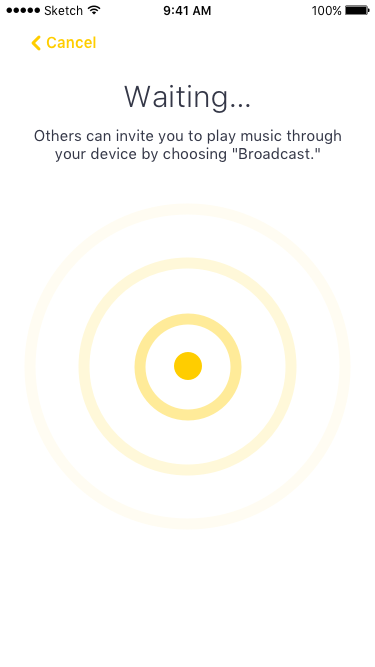 Sketch 9:41 AM 100%
Cancel
Waiting...
Others can invite you to play music through
your device by choosing "Broadcast."